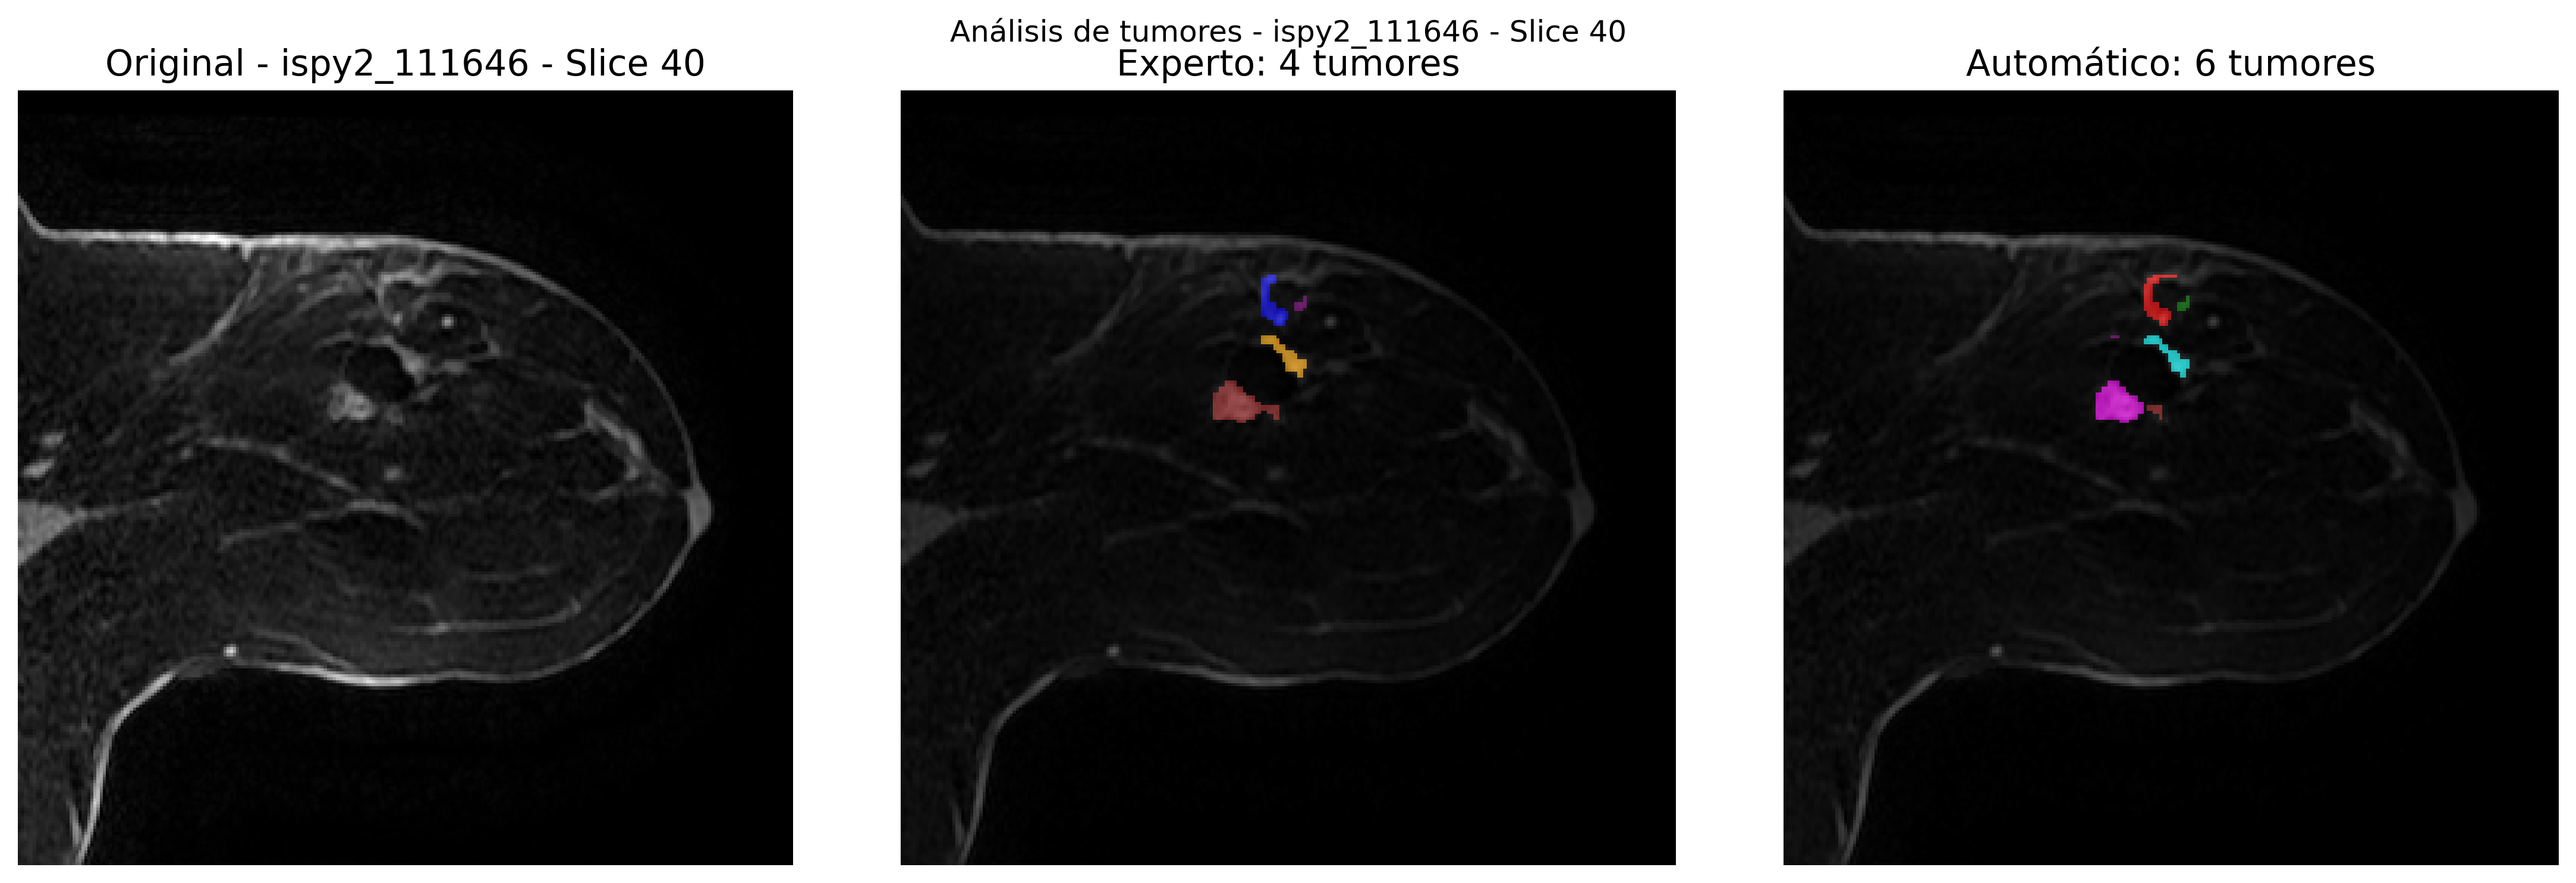 Análisis de tumores - ispy2_111646 - Slice 40
Original - ispy2_111646 - Slice 40
Experto: 4 tumores
Automático: 6 tumores